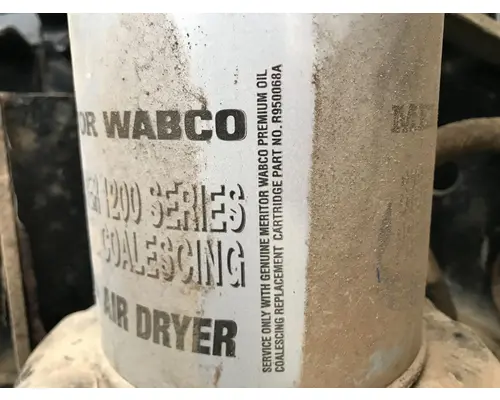 OR WABCO
1200 SERIES
COALESCING
AIR DRYER
SERVICE ONLY WITH GENUINE MERITOR WABCO PREMIUM OIL
COALESCING REPLACEMENT CARTRIDGE PART NO. R950068A
MET